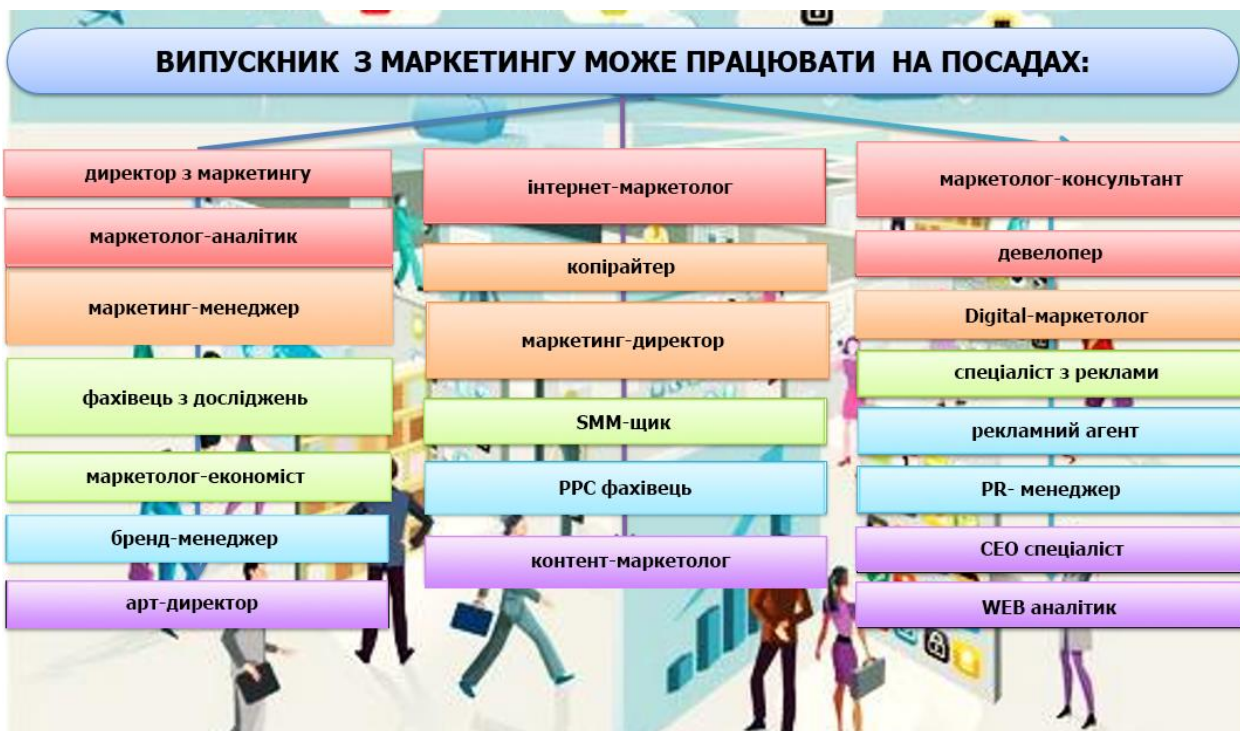 ВИПУСКНИК З МАРКЕТИНГУ МОЖЕ ПРАЦЮВАТИ НА ПОСАДАХ:
директор з маркетингу
маркетолог-аналітик
маркетинг-менеджер
фахівець з досліджень
маркетолог-економіст
бренд-менеджер
арт-директор
інтернет-маркетолог
копірайтер
маркетинг-директор
SMM-щик
PPC фахівець
контент-маркетолог
маркетолог-консультант
девелопер
Digital-маркетолог
спеціаліст з реклами
рекламний агент
PR- менеджер
СЕО спеціаліст
WEB аналітик